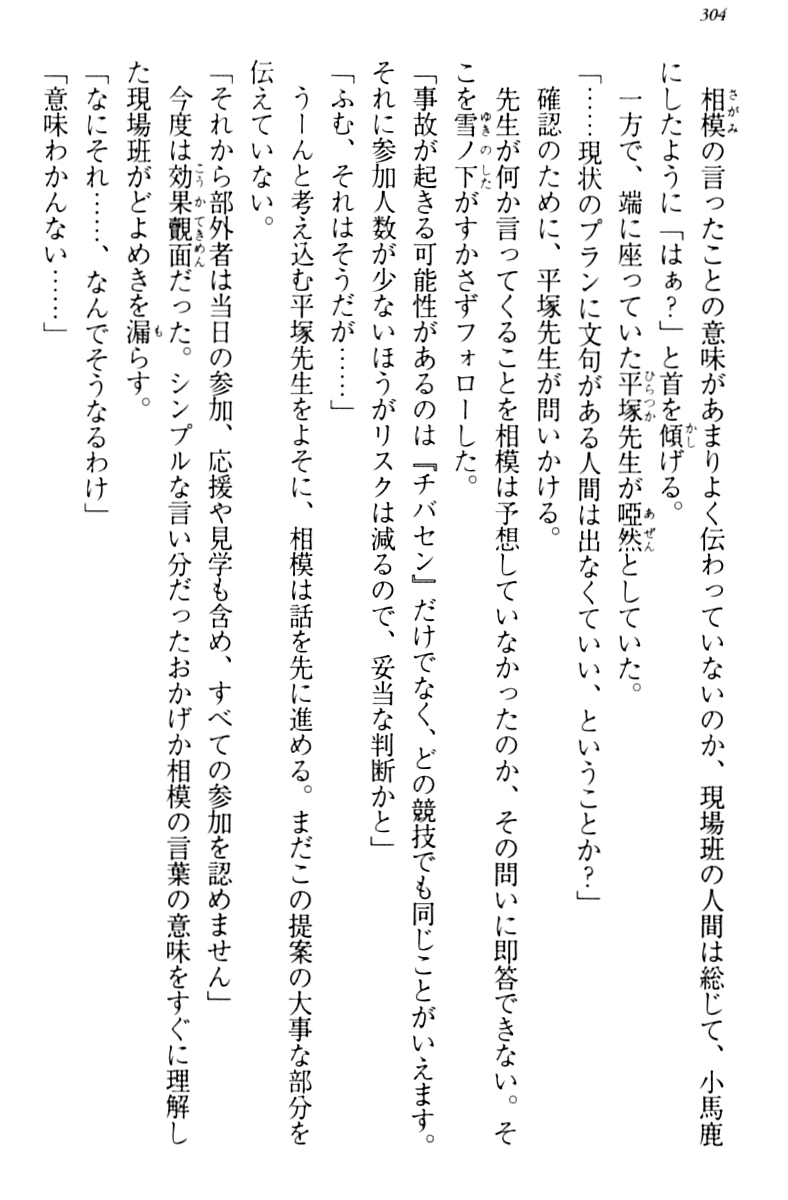 304
相模の言ったことの意味があまりよく伝わっていないのか、現場班の人間は総じて、小馬鹿
にしたように「はぁ?」と首を傾げる。
一方で、端に座っていた平塚先生が啞然としていた。
「……現状のプランに文句がある人間は出なくていい、ということか?」
確認のために、平塚先生が問いかける。
先生が何か言ってくることを相模は予想していなかったのか、その問いに即答できない。そ
こを雪ノ下がすかさずフォローした。
「事故が起きる可能性があるのは『チバセン』だけでなく、どの競技でも同じことがいえます。
それに参加人数が少ないほうがリスクは減るので、妥当な判断かと」
「ふむ、それはそうだが……」
うーんと考え込む平塚先生をよそに、相模は話を先に進める。まだこの提案の大事な部分を
伝えていない。
「それから部外者は当日の参加、応援や見学も含め、すべての参加を認めません」
今度は効果覿面だった。シンプルな言い分だったおかげか相模の言葉の意味をすぐに理解し
た現場班がどよめきを漏らす。
「なにそれ……、なんでそうなるわけ」
「意味わかんない……」